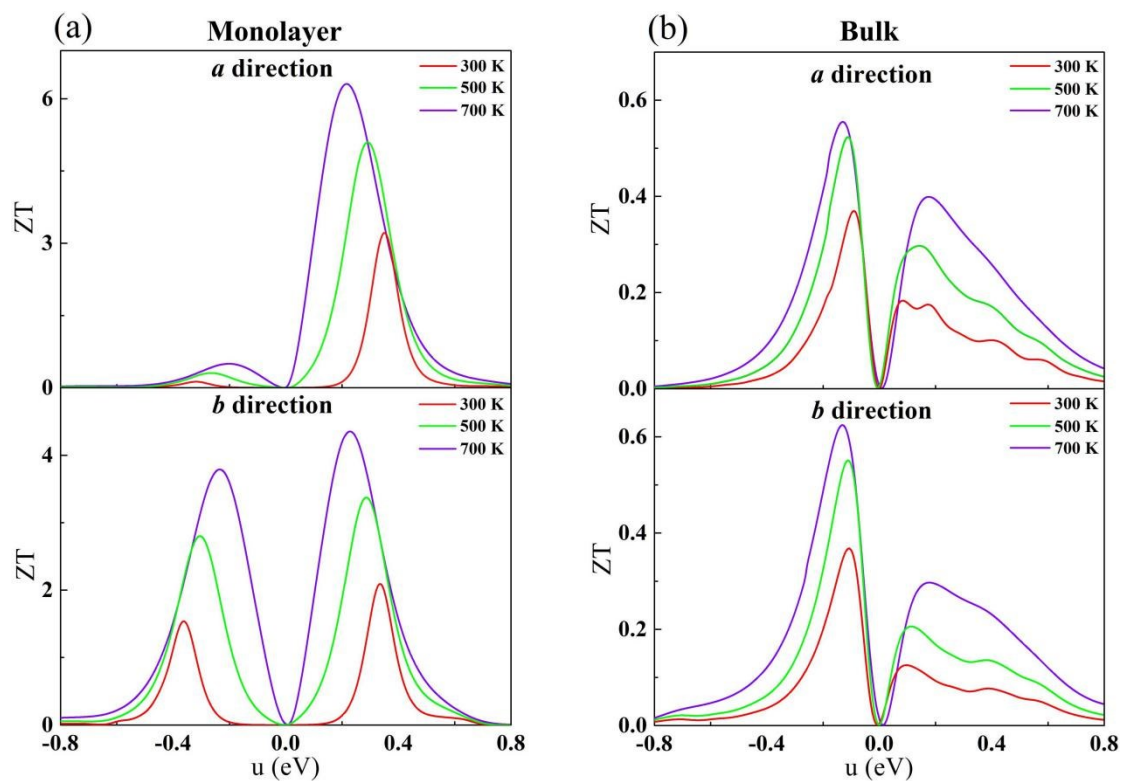 (a)
Monolayer
a direction
300 K
500 K
700 K
ZT
6
3
0
b direction
300 K
500 K
700 K
ZT
4
2
0
-0.8 -0.4 0.0 0.4 0.8
u (eV)
(b)
Bulk
a direction
300 K
500 K
700 K
ZT
0.6
0.4
0.2
0.0
b direction
300 K
500 K
700 K
ZT
0.6
0.4
0.2
0.0
-0.8 -0.4 0.0 0.4 0.8
u (eV)